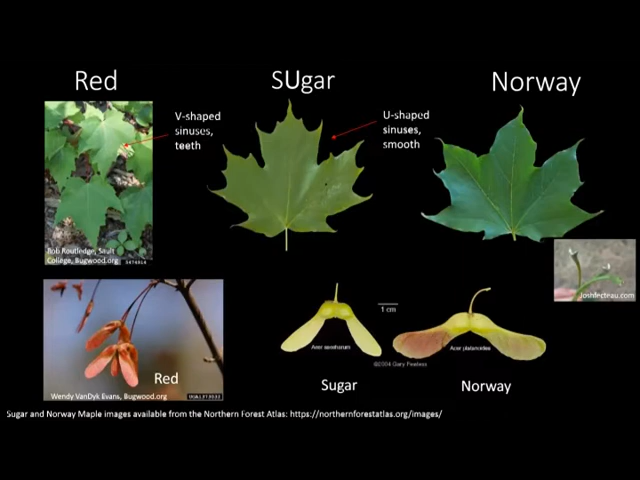 Red
SUgar
Norway
V-shaped
sinuses,
teeth
U-shaped
sinuses,
smooth
Rob Routledge, Sault
College, Bugwood.org
Joshfecteau.com
1 cm
Acer saccharum
Acer platanoides
©2004 Gary Fewless
Red
Wendy VanDyk Evans, Bugwood.org
Sugar
Norway
Sugar and Norway Maple images available from the Northern Forest Atlas: https://northernforestatlas.org/images/